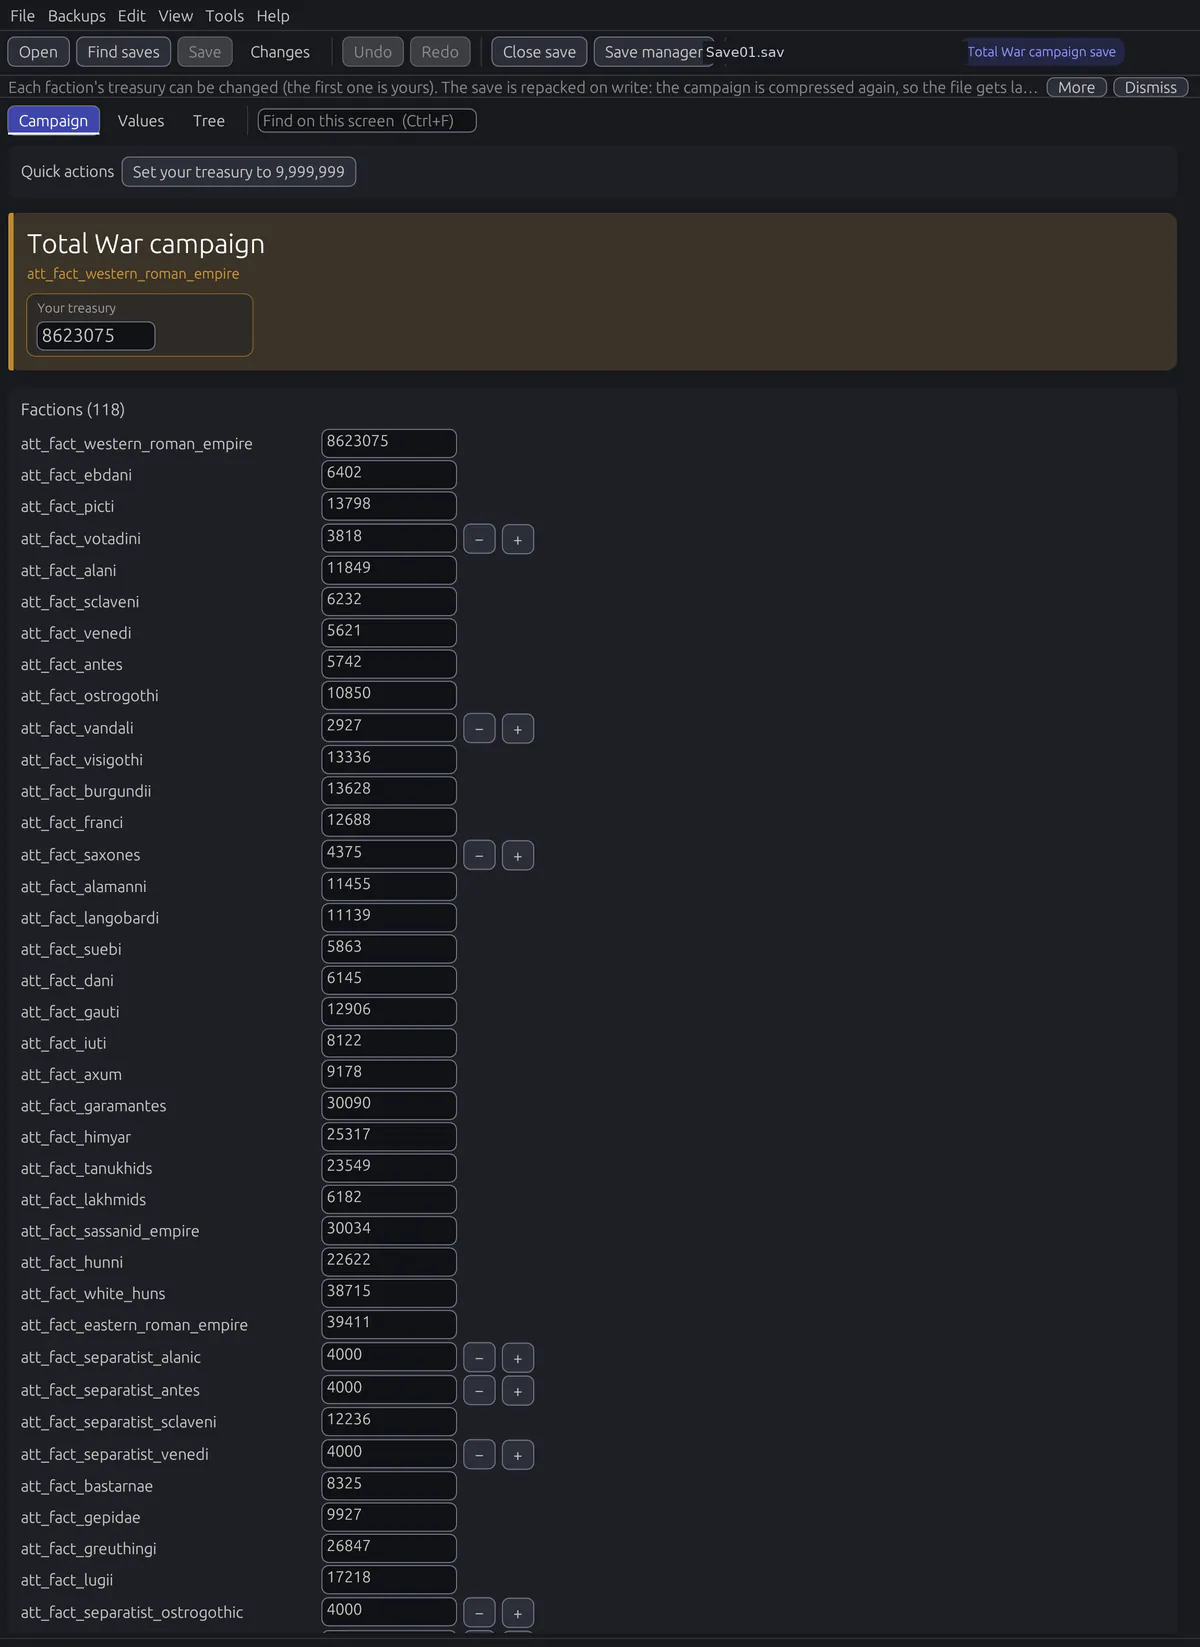 File Backups Edit View Tools Help
Open Find saves Save Changes Undo Redo Close save Save manager Save01.sav Total War campaign save
Each faction's treasury can be changed (the first one is yours). The save is repacked on write: the campaign is compressed again, so the file gets la… More Dismiss
Campaign Values Tree Find on this screen (Ctrl+F)
Quick actions Set your treasury to 9,999,999
Total War campaign
att_fact_western_roman_empire
Your treasury
8623075
Factions (118)
att_fact_western_roman_empire 8623075
att_fact_ebdani 6402
att_fact_picti 13798
att_fact_votadini 3818 – +
att_fact_alani 11849
att_fact_sclaveni 6232
att_fact_venedi 5621
att_fact_antes 5742
att_fact_ostrogothi 10850
att_fact_vandali 2927 – +
att_fact_visigothi 13336
att_fact_burgundii 13628
att_fact_franci 12688
att_fact_saxones 4375 – +
att_fact_alamanni 11455
att_fact_langobardi 11139
att_fact_suebi 5863
att_fact_dani 6145
att_fact_gauti 12906
att_fact_iuti 8122
att_fact_axum 9178
att_fact_garamantes 30090
att_fact_himyar 25317
att_fact_tanukhids 23549
att_fact_lakhmids 6182
att_fact_sassanid_empire 30034
att_fact_hunni 22622
att_fact_white_huns 38715
att_fact_eastern_roman_empire 39411
att_fact_separatist_alanic 4000 – +
att_fact_separatist_antes 4000 – +
att_fact_separatist_sclaveni 12236
att_fact_separatist_venedi 4000 – +
att_fact_bastarnae 8325
att_fact_gepidae 9927
att_fact_greuthingi 26847
att_fact_lugii 17218
att_fact_separatist_ostrogothic 4000 – +